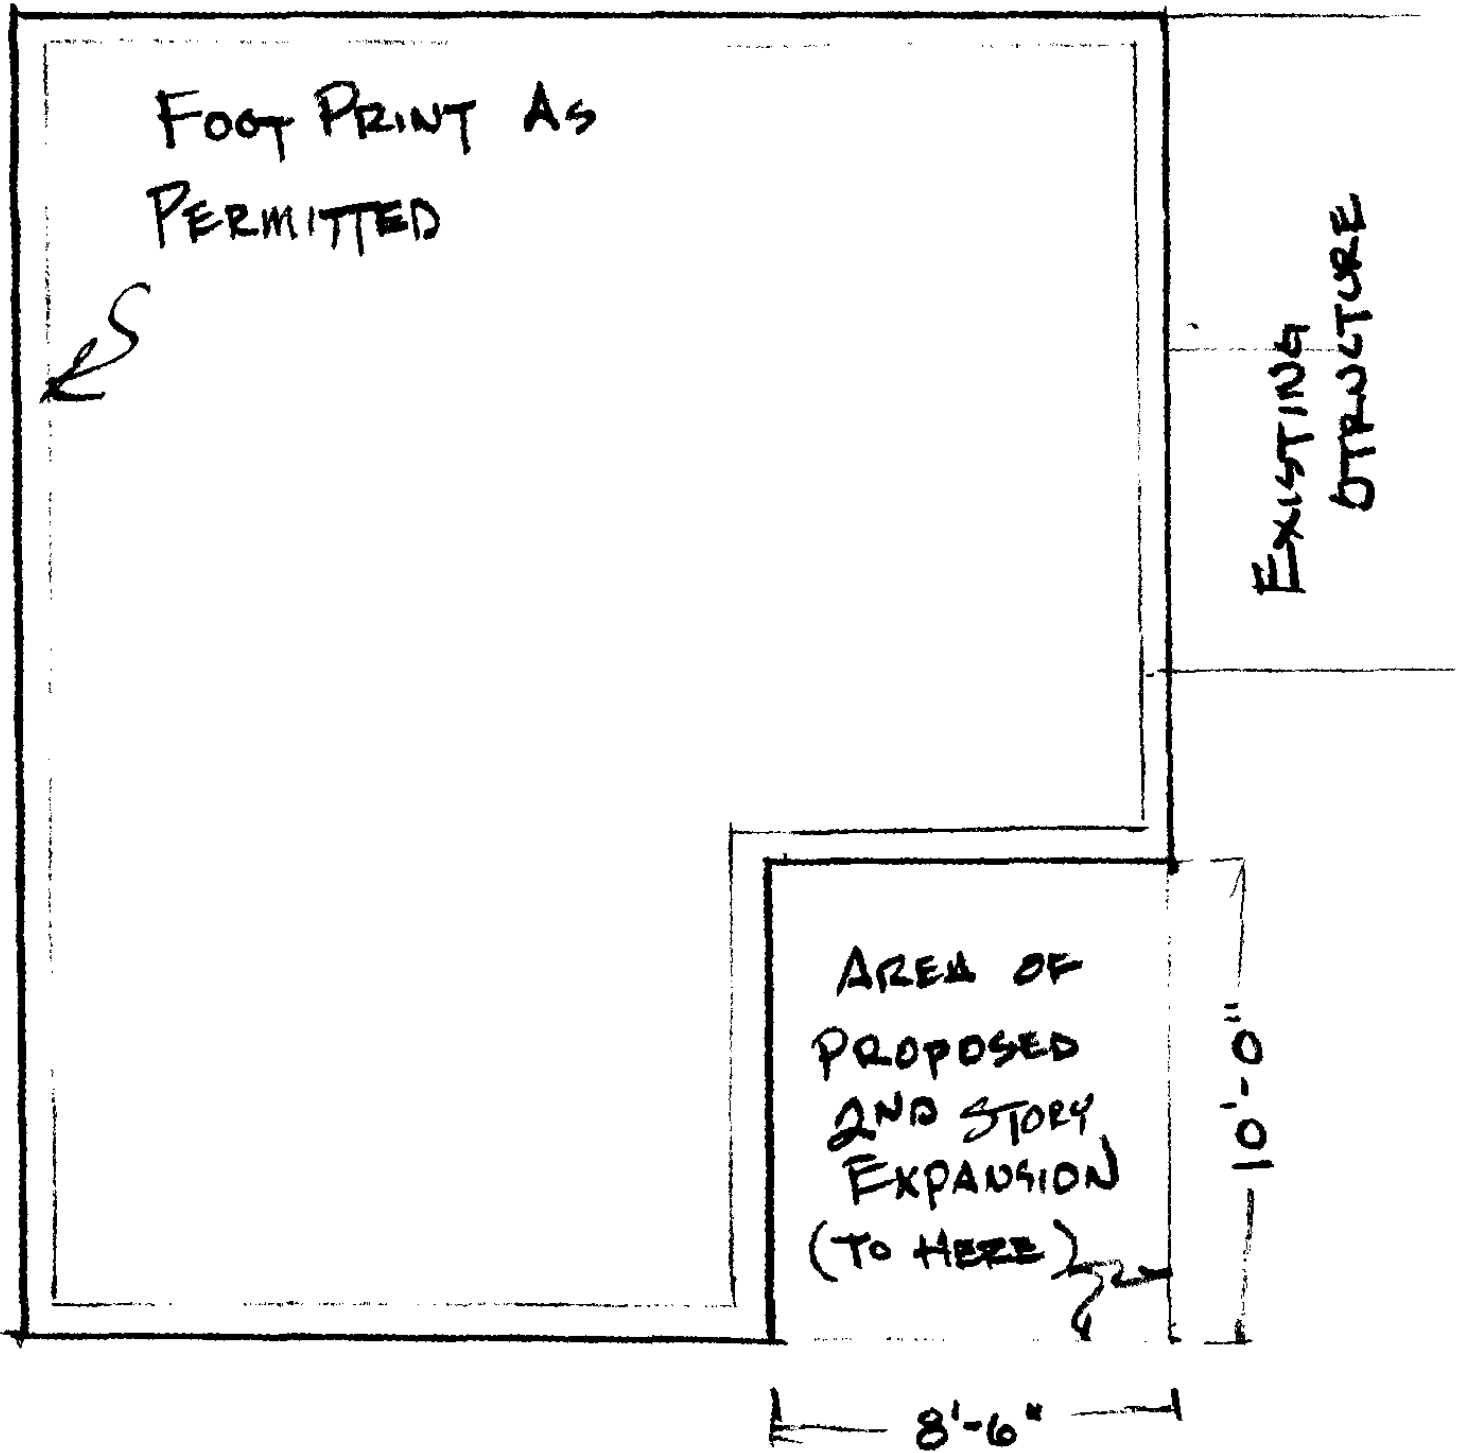 FOOT PRINT AS
PERMITTED
EXISTING
STRUCTURE
AREA OF
PROPOSED
2ND STORY
EXPANSION
(TO HERE)
10'-0"
8'-6"